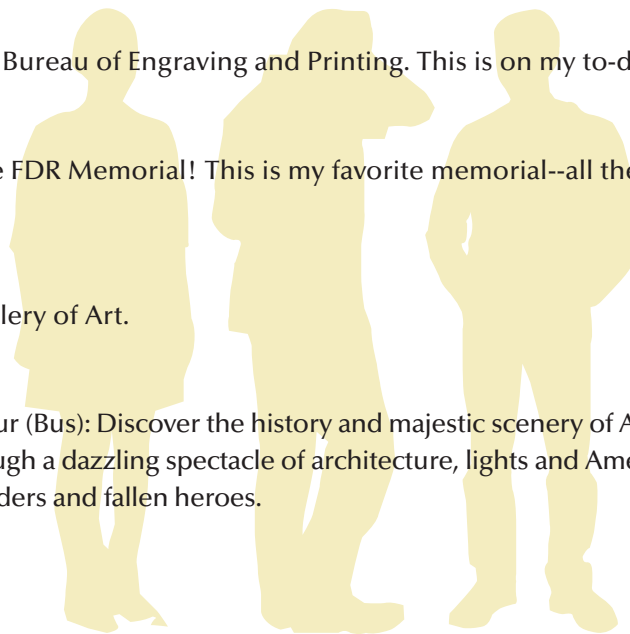 Bureau of Engraving and Printing. This is on my to-d
FDR Memorial! This is my favorite memorial--all the
lery of Art.
ur (Bus): Discover the history and majestic scenery of A
ugh a dazzling spectacle of architecture, lights and Ame
ders and fallen heroes.